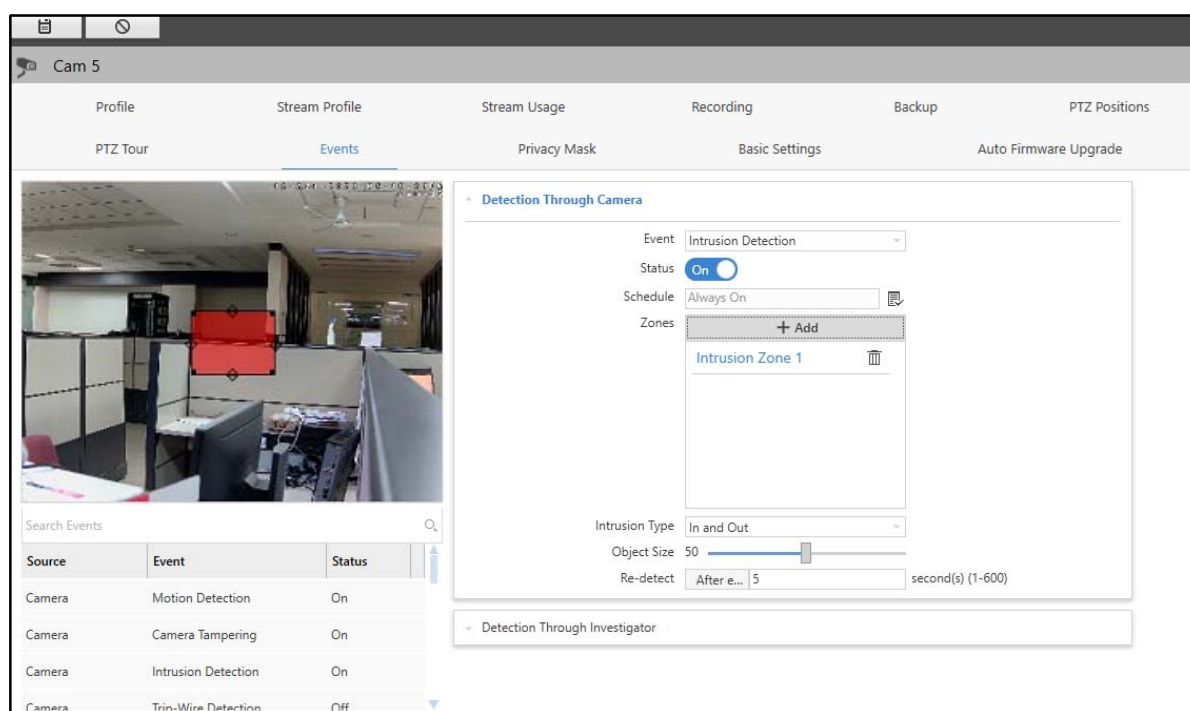 Cam 5
Profile Stream Profile Stream Usage Recording Backup PTZ Positions
PTZ Tour Events Privacy Mask Basic Settings Auto Firmware Upgrade
Detection Through Camera
Event Intrusion Detection
Status On
Schedule Always On
Zones + Add
Intrusion Zone 1
Intrusion Type In and Out
Object Size 50
Re-detect After e... 5 second(s) (1-600)
Detection Through Investigator
Search Events
Source Event Status
Camera Motion Detection On
Camera Camera Tampering On
Camera Intrusion Detection On
Camera Trip-Wire Detection Off